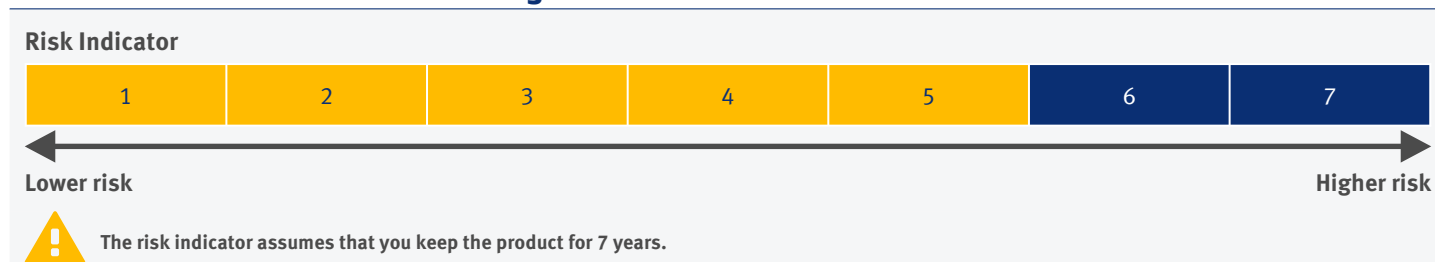 Risk Indicator
1 2 3 4 5 6 7
Lower risk Higher risk
The risk indicator assumes that you keep the product for 7 years.